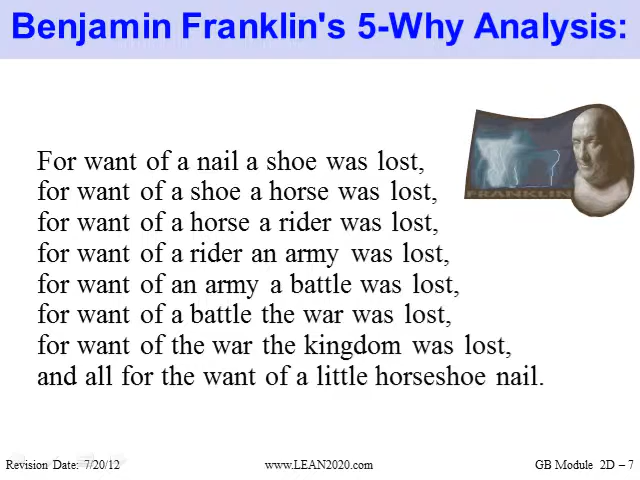 Benjamin Franklin's 5-Why Analysis:
FRANKLIN
For want of a nail a shoe was lost,
for want of a shoe a horse was lost,
for want of a horse a rider was lost,
for want of a rider an army was lost,
for want of an army a battle was lost,
for want of a battle the war was lost,
for want of the war the kingdom was lost,
and all for the want of a little horseshoe nail.
Revision Date: 7/20/12 www.LEAN2020.com GB Module 2D – 7